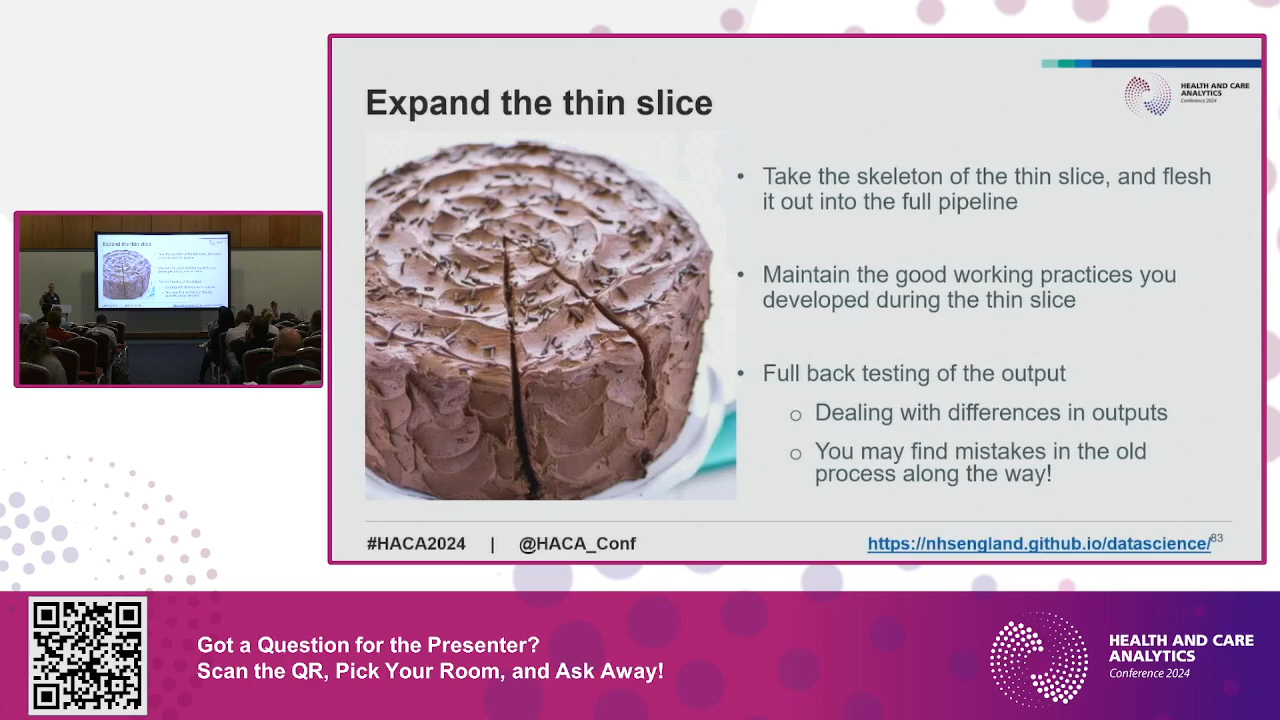 Expand the thin slice
HEALTH AND CARE
ANALYTICS
Conference 2024
• Take the skeleton of the thin slice, and flesh
it out into the full pipeline
• Maintain the good working practices you
developed during the thin slice
• Full back testing of the output
o Dealing with differences in outputs
o You may find mistakes in the old
process along the way!
#HACA2024 | @HACA_Conf
https://nhsengland.github.io/datascience/
83
Expand the thin slice
Got a Question for the Presenter?
Scan the QR, Pick Your Room, and Ask Away!
HEALTH AND CARE
ANALYTICS
Conference 2024